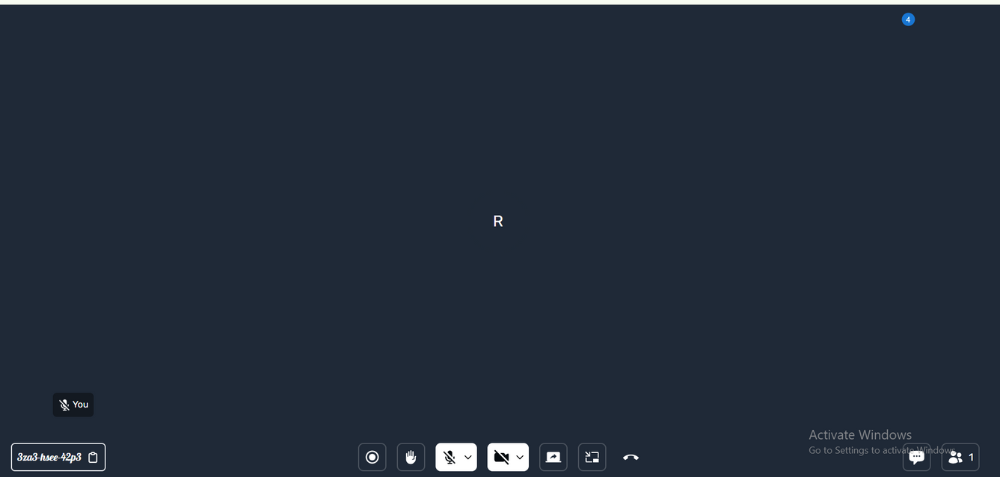 4
R
You
3za3-hsee-42p3
Activate Windows
Go to Settings to activate Windows.
1